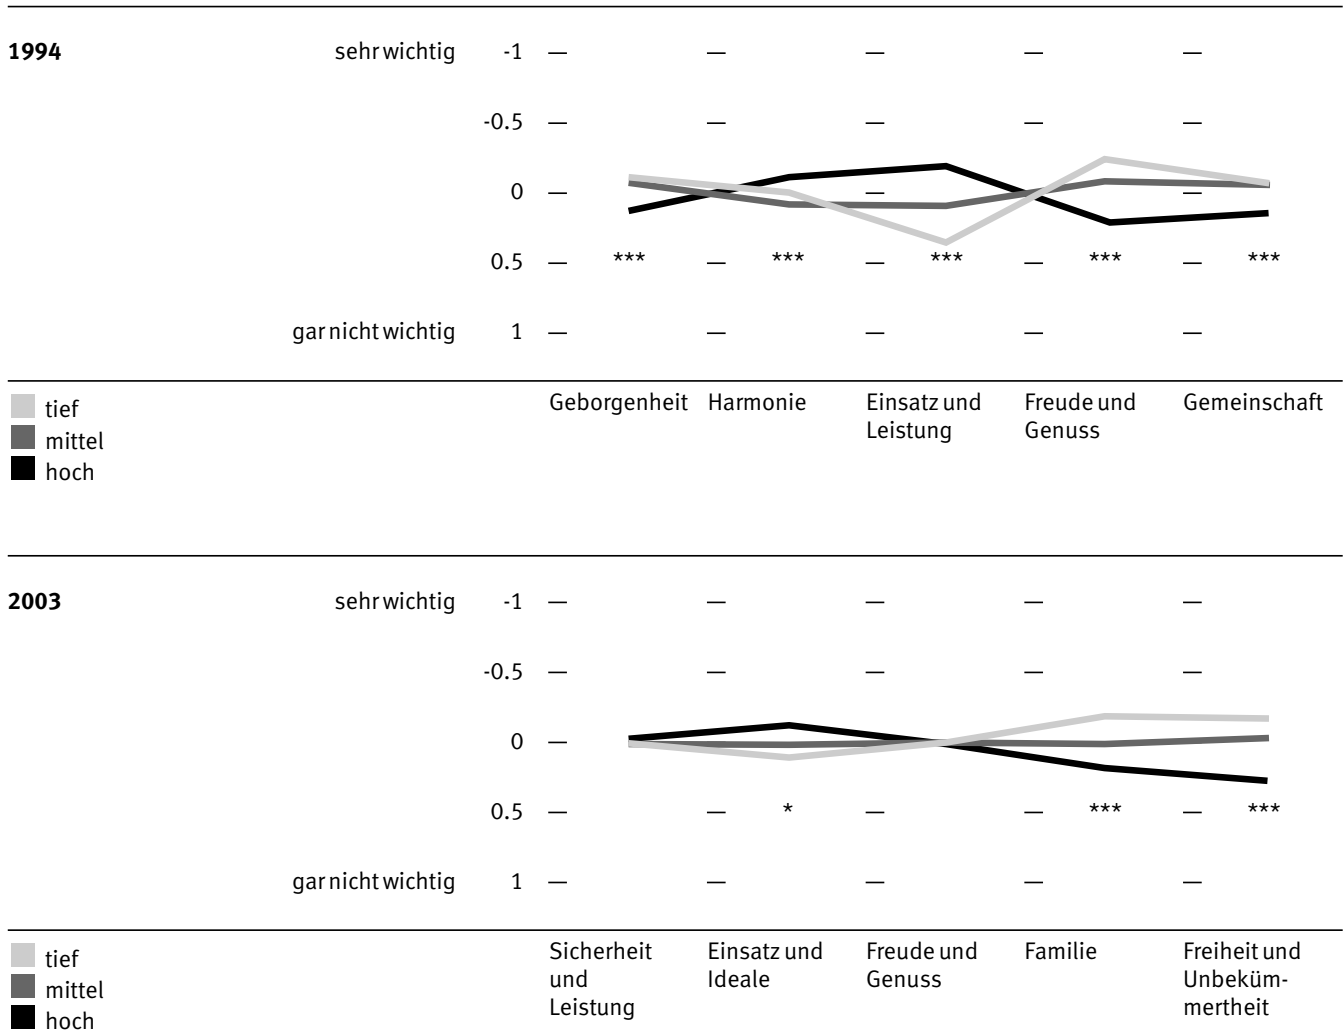 1994
sehr wichtig -1
-0.5
0
0.5 *** *** *** *** ***
gar nicht wichtig 1
tief
mittel
hoch
Geborgenheit Harmonie Einsatz und Freude und Gemeinschaft
Leistung Genuss
2003
sehr wichtig -1
-0.5
0
0.5 * *** ***
gar nicht wichtig 1
tief
mittel
hoch
Sicherheit Einsatz und Freude und Familie Freiheit und
und Ideale Genuss Unbeküm-
Leistung mertheit